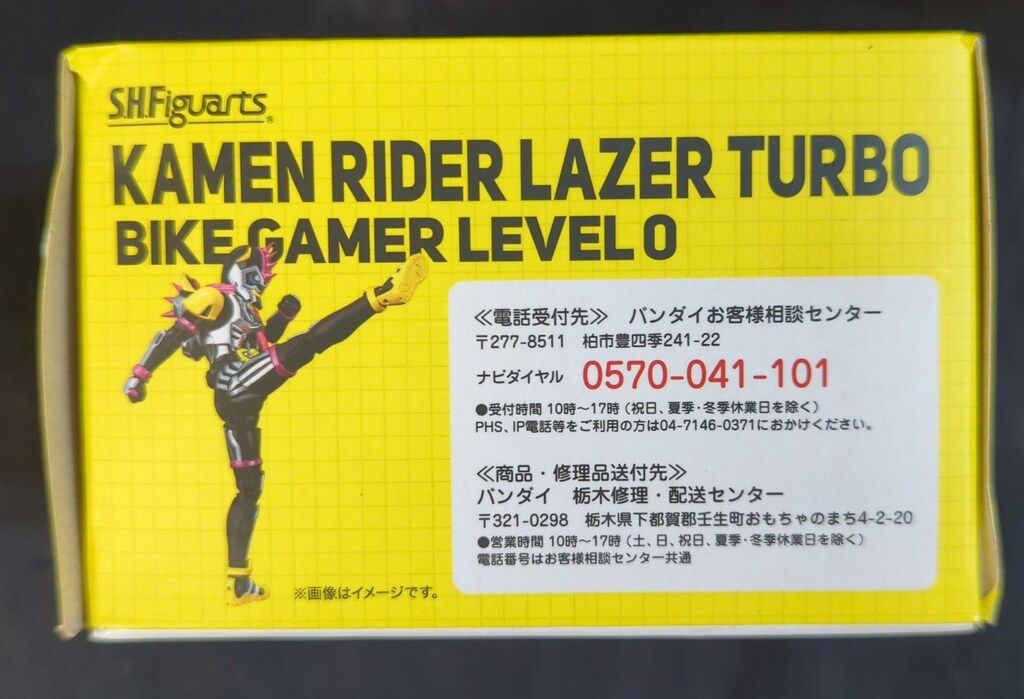 S.H.Figuarts®
KAMEN RIDER LAZER TURBO
BIKE GAMER LEVEL 0
≪電話受付先≫　バンダイお客様相談センター
〒277-8511　柏市豊四季241-22
ナビダイヤル　0570-041-101
●受付時間 10時〜17時（祝日、夏季・冬季休業日を除く）
PHS、IP電話等をご利用の方は04-7146-0371におかけください。
≪商品・修理品送付先≫
バンダイ　栃木修理・配送センター
〒321-0298　栃木県下都賀郡壬生町おもちゃのまち4-2-20
●営業時間 10時〜17時（土、日、祝日、夏季・冬季休業日を除く）
電話番号はお客様相談センター共通
※画像はイメージです。